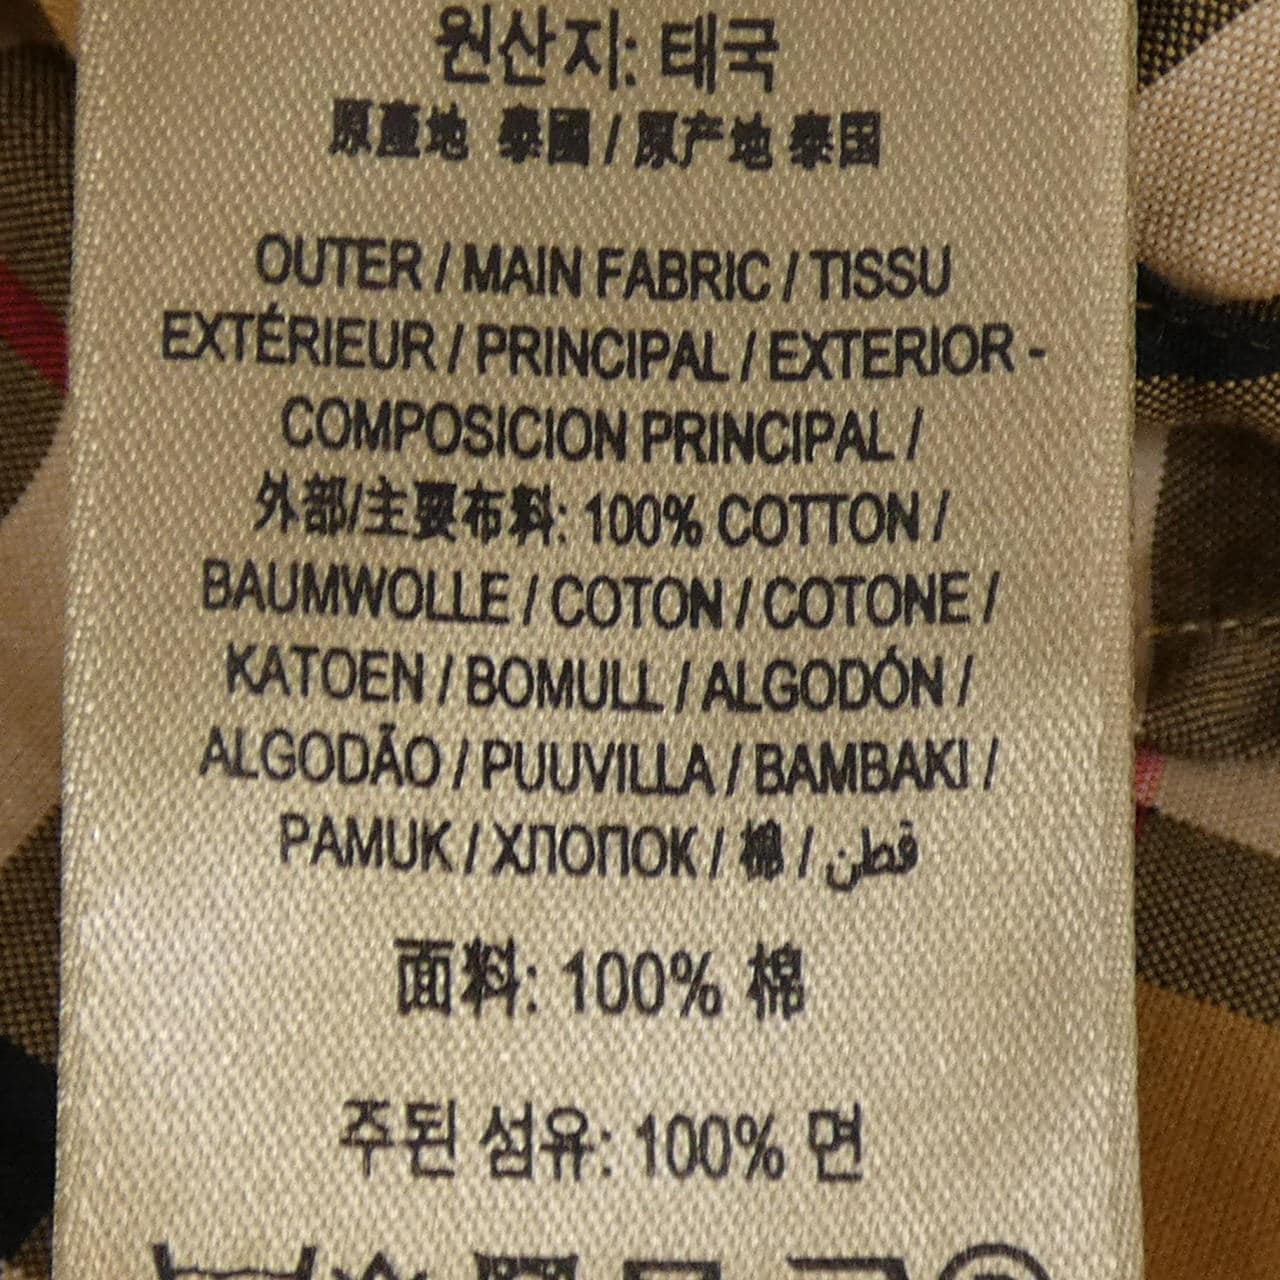 원산지: 태국
原產地 泰國 / 原产地 泰国
OUTER / MAIN FABRIC / TISSU
EXTÉRIEUR / PRINCIPAL / EXTERIOR -
COMPOSICION PRINCIPAL /
外部/主要布料: 100% COTTON /
BAUMWOLLE / COTON / COTONE /
KATOEN / BOMULL / ALGODÓN /
ALGODÃO / PUUVILLA / BAMBAKI /
PAMUK / ХЛОПОК / 棉 / قطن
面料: 100% 棉
주된 섬유: 100% 면